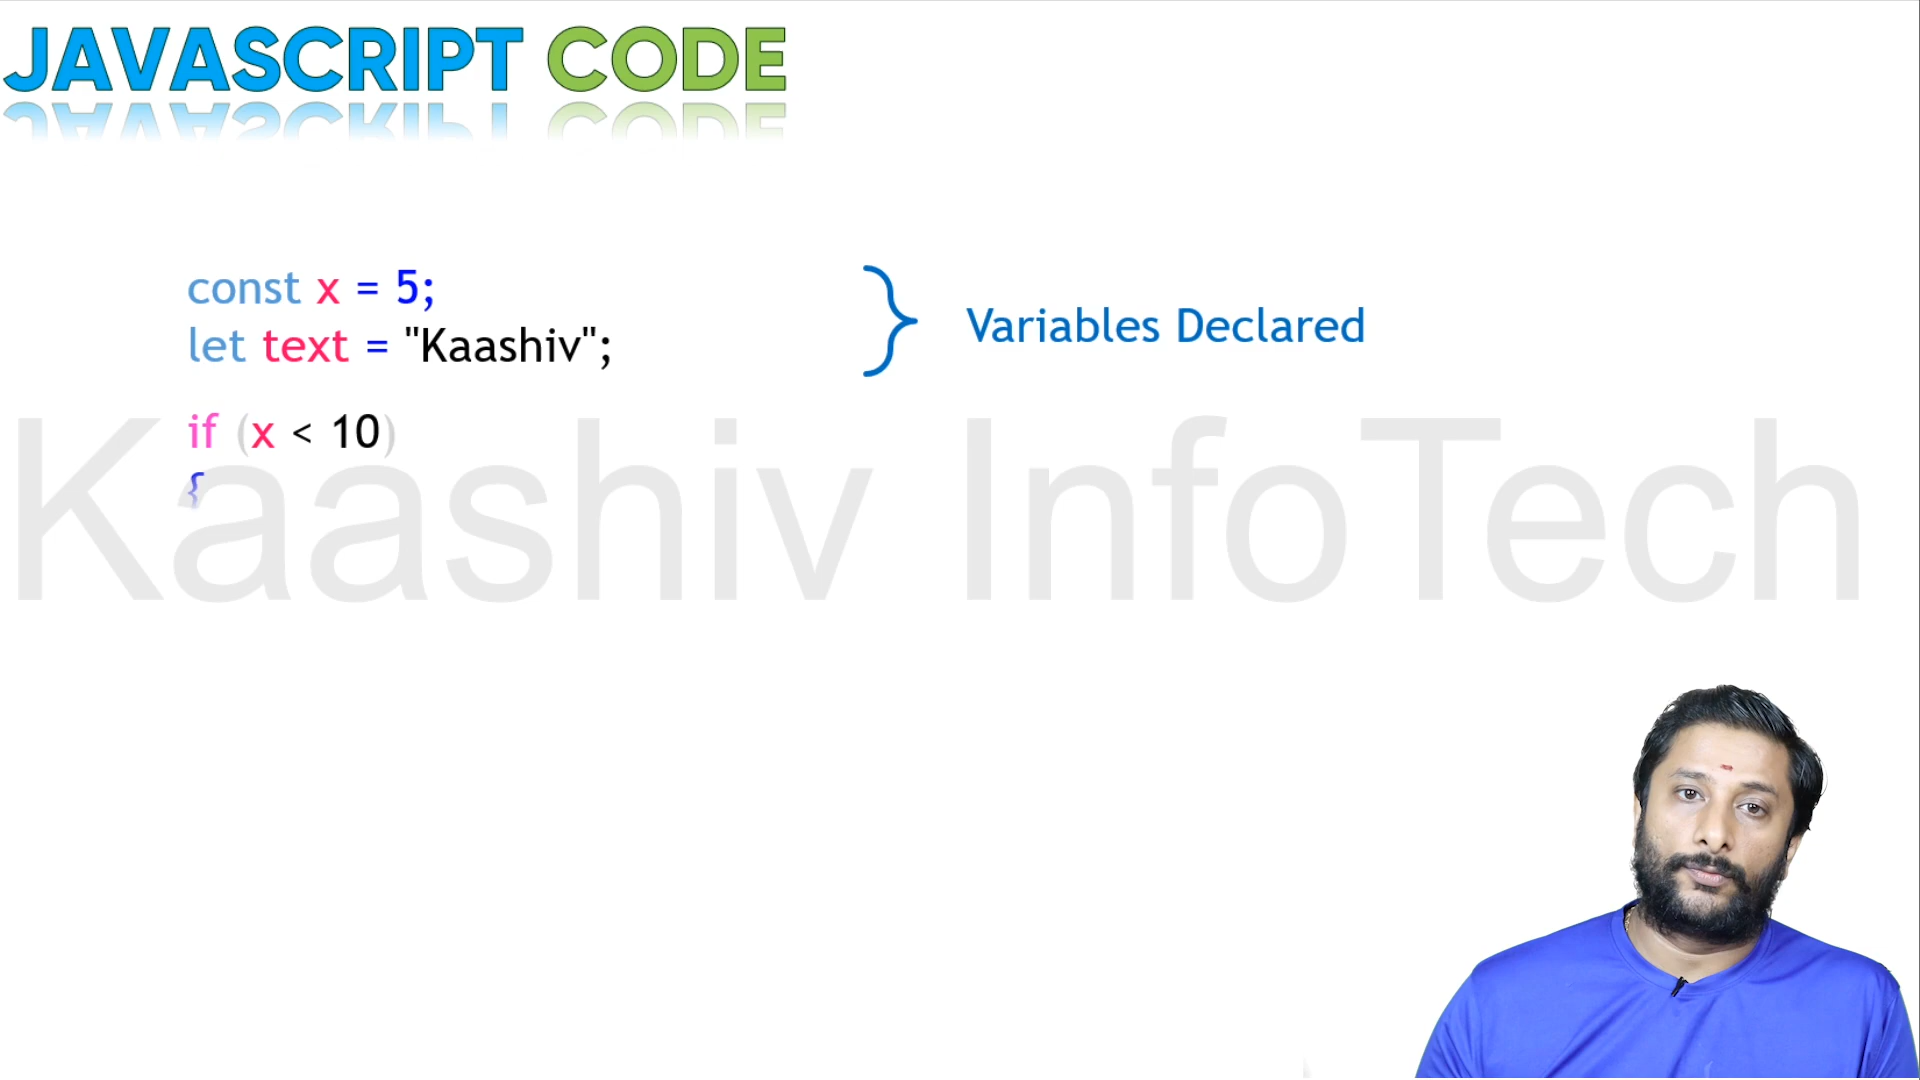 JAVASCRIPT CODE
const x = 5;
let text = "Kaashiv";
Variables Declared
if (x < 10)
{
Kaashiv InfoTech